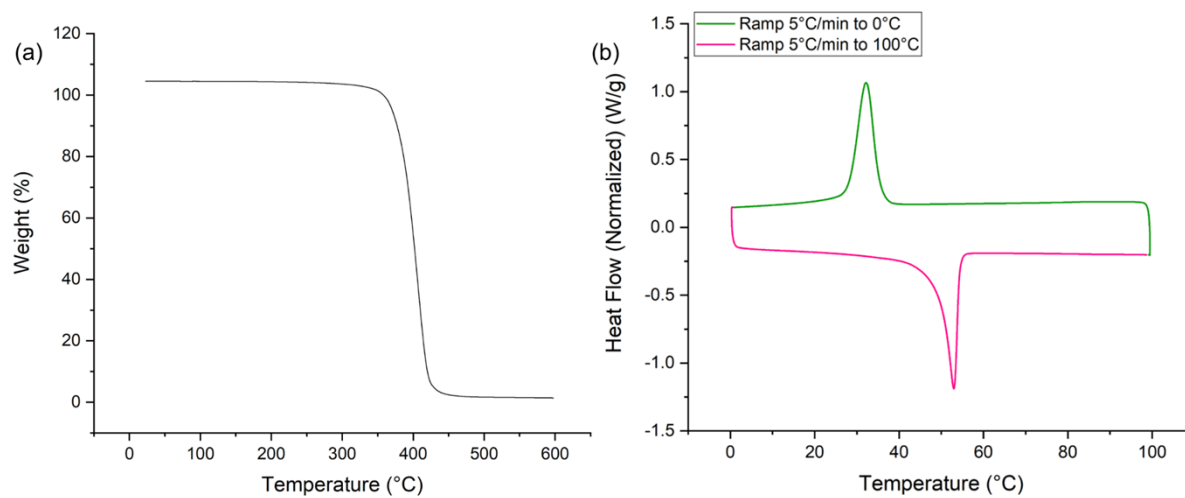 (a)
Weight (%)
120
100
80
60
40
20
0
0 100 200 300 400 500 600
Temperature (°C)
(b)
Ramp 5°C/min to 0°C
Ramp 5°C/min to 100°C
Heat Flow (Normalized) (W/g)
1.5
1.0
0.5
0.0
-0.5
-1.0
-1.5
0 20 40 60 80 100
Temperature (°C)